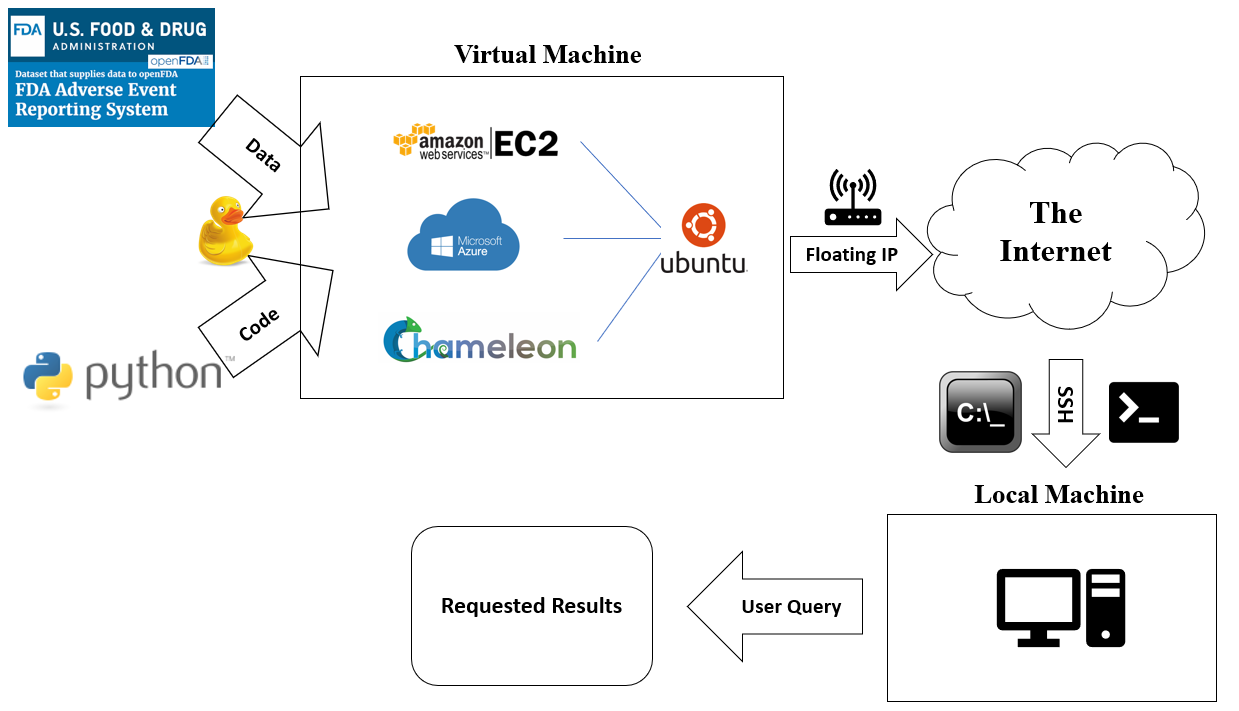 FDA U.S. FOOD & DRUG
ADMINISTRATION
openFDA
Dataset that supplies data to openFDA
FDA Adverse Event
Reporting System
Virtual Machine
Data
Code
python™
amazon
web services™
EC2
Microsoft
Azure
Chameleon
ubuntu
Floating IP
The
Internet
C:\_
SSH
>_
Local Machine
User Query
Requested Results